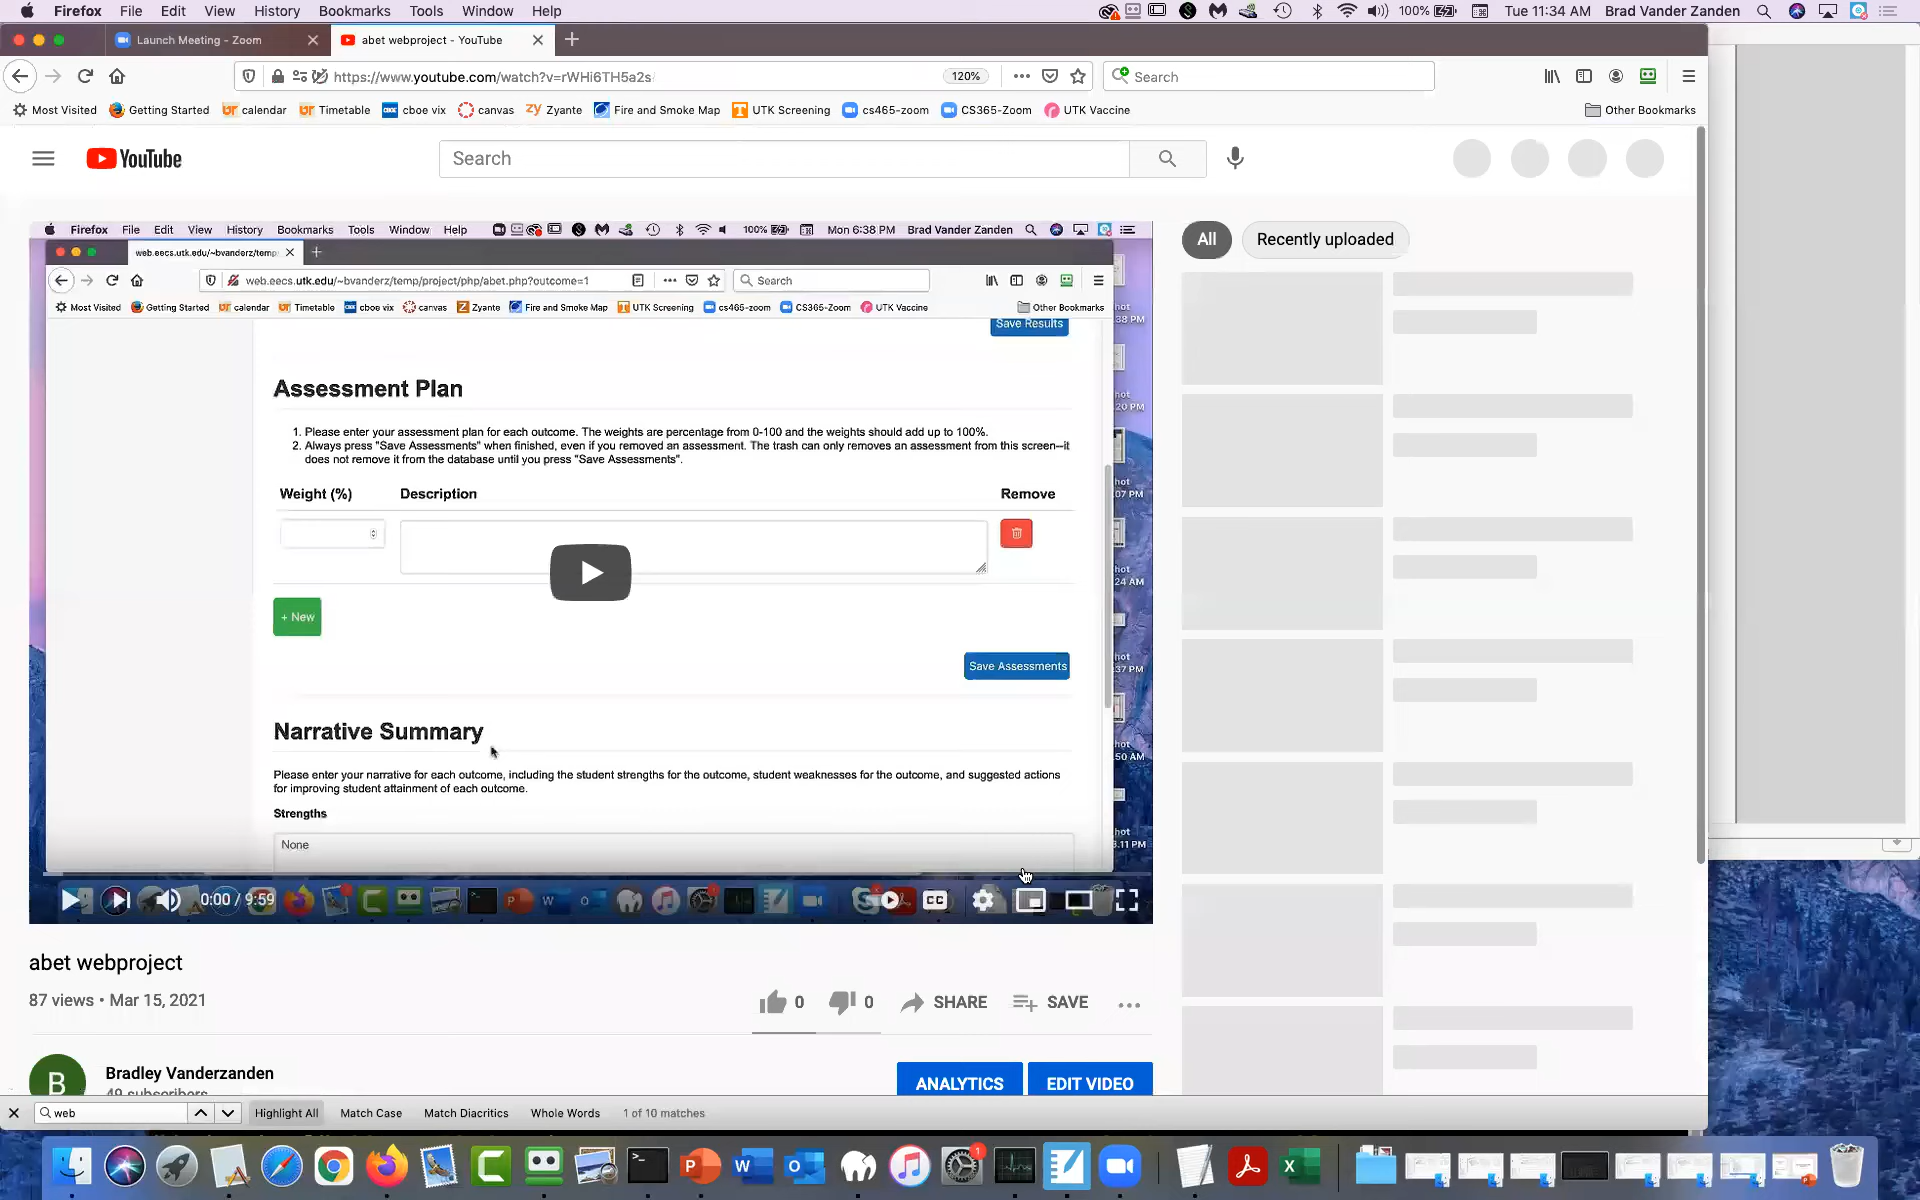 Firefox File Edit View History Bookmarks Tools Window Help 100% Tue 11:34 AM Brad Vander Zanden
Launch Meeting - Zoom abet webproject - YouTube
https://www.youtube.com/watch?v=rWHi6TH5a2s 120% Search
Most Visited Getting Started calendar Timetable cboe vix canvas Zyante Fire and Smoke Map UTK Screening cs465-zoom CS365-Zoom UTK Vaccine Other Bookmarks
YouTube Search
All Recently uploaded
Firefox File Edit View History Bookmarks Tools Window Help 100% Mon 6:38 PM Brad Vander Zanden
web.eecs.utk.edu/~bvanderz/temp
web.eecs.utk.edu/~bvanderz/temp/project/php/abet.php?outcome=1 Search
Most Visited Getting Started calendar Timetable cboe vix canvas Zyante Fire and Smoke Map UTK Screening cs465-zoom CS365-Zoom UTK Vaccine Other Bookmarks
Save Results
Assessment Plan
1. Please enter your assessment plan for each outcome. The weights are percentage from 0-100 and the weights should add up to 100%.
2. Always press "Save Assessments" when finished, even if you removed an assessment. The trash can only removes an assessment from this screen--it
does not remove it from the database until you press "Save Assessments".
Weight (%) Description Remove
+ New
Save Assessments
Narrative Summary
Please enter your narrative for each outcome, including the student strengths for the outcome, student weaknesses for the outcome, and suggested actions
for improving student attainment of each outcome.
Strengths
None
0:00 / 9:59 CC
abet webproject
87 views • Mar 15, 2021
0 0 SHARE SAVE
B Bradley Vanderzanden
49 subscribers
ANALYTICS EDIT VIDEO
web Highlight All Match Case Match Diacritics Whole Words 1 of 10 matches